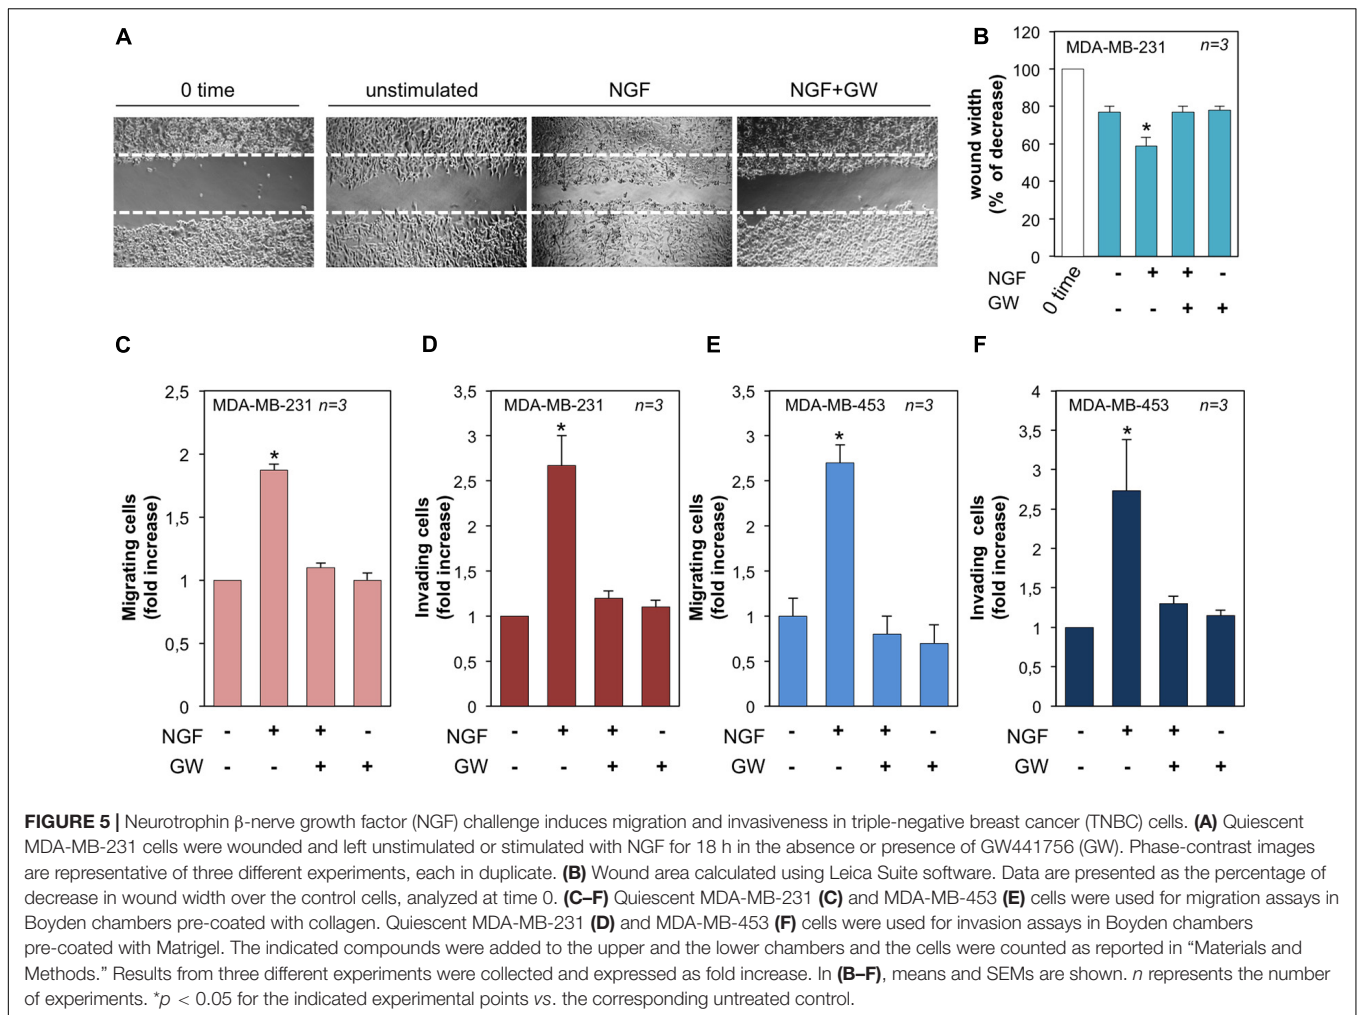 A
0 time
unstimulated
NGF
NGF+GW
B
MDA-MB-231
n=3
wound width
(% of decrease)
120
100
80
60
40
20
0
*
NGF - + + -
GW - - + +
0 time
C
MDA-MB-231 n=3
Migrating cells
(fold increase)
2,5
2
1,5
1
0,5
0
*
NGF - + + -
GW - - + +
D
MDA-MB-231 n=3
Invading cells
(fold increase)
3,5
3
2,5
2
1,5
1
0,5
0
*
NGF - + + -
GW - - + +
E
MDA-MB-453 n=3
Migrating cells
(fold increase)
3,5
3
2,5
2
1,5
1
0,5
0
*
NGF - + + -
GW - - + +
F
MDA-MB-453 n=3
Invading cells
(fold increase)
4
3,5
3
2,5
2
1,5
1
0,5
0
*
NGF - + + -
GW - - + +
FIGURE 5 | Neurotrophin β-nerve growth factor (NGF) challenge induces migration and invasiveness in triple-negative breast cancer (TNBC) cells. (A) Quiescent
MDA-MB-231 cells were wounded and left unstimulated or stimulated with NGF for 18 h in the absence or presence of GW441756 (GW). Phase-contrast images
are representative of three different experiments, each in duplicate. (B) Wound area calculated using Leica Suite software. Data are presented as the percentage of
decrease in wound width over the control cells, analyzed at time 0. (C–F) Quiescent MDA-MB-231 (C) and MDA-MB-453 (E) cells were used for migration assays in
Boyden chambers pre-coated with collagen. Quiescent MDA-MB-231 (D) and MDA-MB-453 (F) cells were used for invasion assays in Boyden chambers
pre-coated with Matrigel. The indicated compounds were added to the upper and the lower chambers and the cells were counted as reported in “Materials and
Methods.” Results from three different experiments were collected and expressed as fold increase. In (B–F), means and SEMs are shown. n represents the number
of experiments. *p < 0.05 for the indicated experimental points vs. the corresponding untreated control.